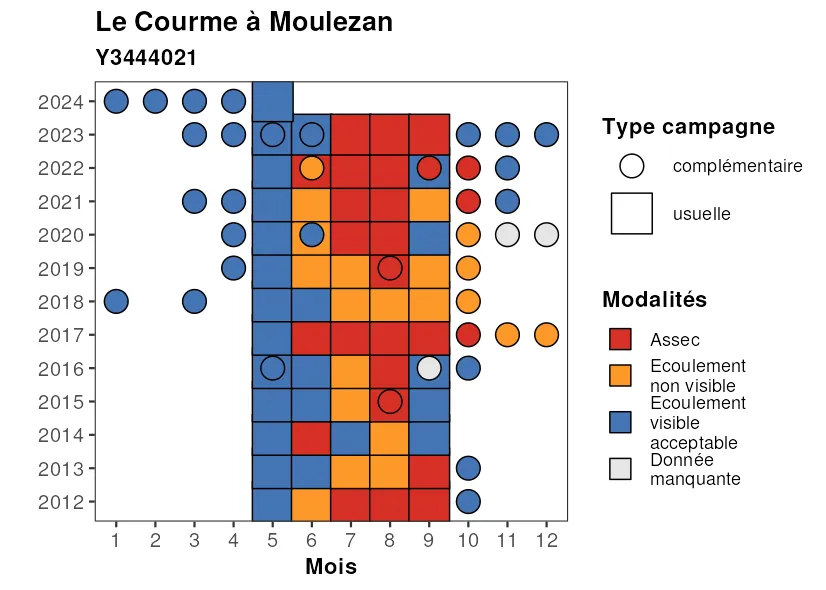 Le Courme à Moulezan
Y3444021
2024
2023
2022
2021
2020
2019
2018
2017
2016
2015
2014
2013
2012
1 2 3 4 5 6 7 8 9 10 11 12
Mois
Type campagne
complémentaire
usuelle
Modalités
Assec
Ecoulement
non visible
Ecoulement
visible
acceptable
Donnée
manquante